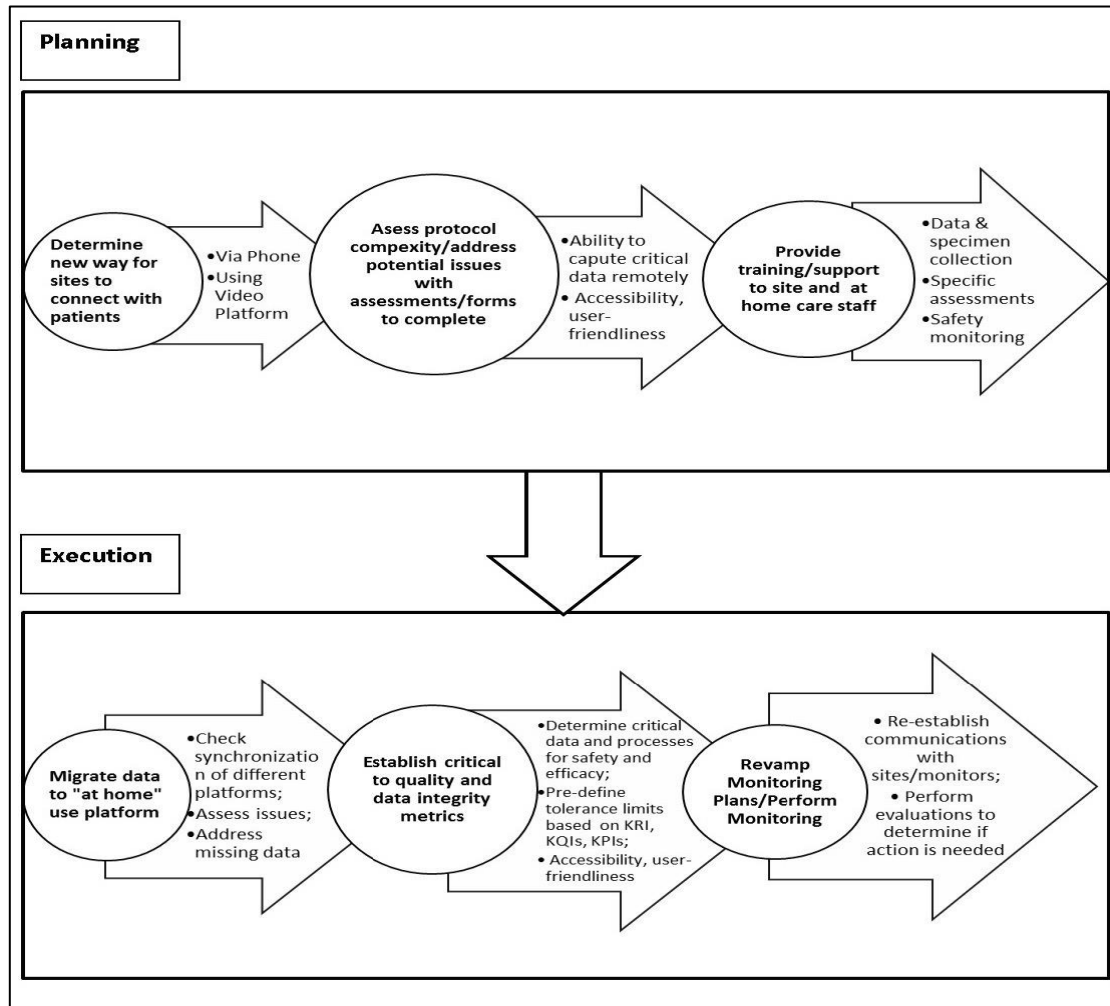 Planning
Determine
new way for
sites to
connect with
patients
•Via Phone
•Using
Video
Platform
Asess protocol
compexity/address
potential issues
with
assessments/forms
to complete
•Ability to
capute critical
data remotely
• Accessibility,
user-
friendliness
Provide
training/support
to site and at
home care staff
•Data &
specimen
collection
•Specific
assessments
•Safety
monitoring
Execution
Migrate data
to "at home"
use platform
•Check
synchronizatio
n of different
platforms;
•Assess issues;
•Address
missing data
Establish critical
to quality and
data integrity
metrics
•Determine critical
data and processes
for safety and
efficacy;
•Pre-define
tolerance limits
based on KRI,
KQIs, KPIs;
• Accessibility, user-
friendliness
Revamp
Monitoring
Plans/Perform
Monitoring
• Re-establish
communications
with
sites/monitors;
• Perform
evaluations to
determine if
action is needed